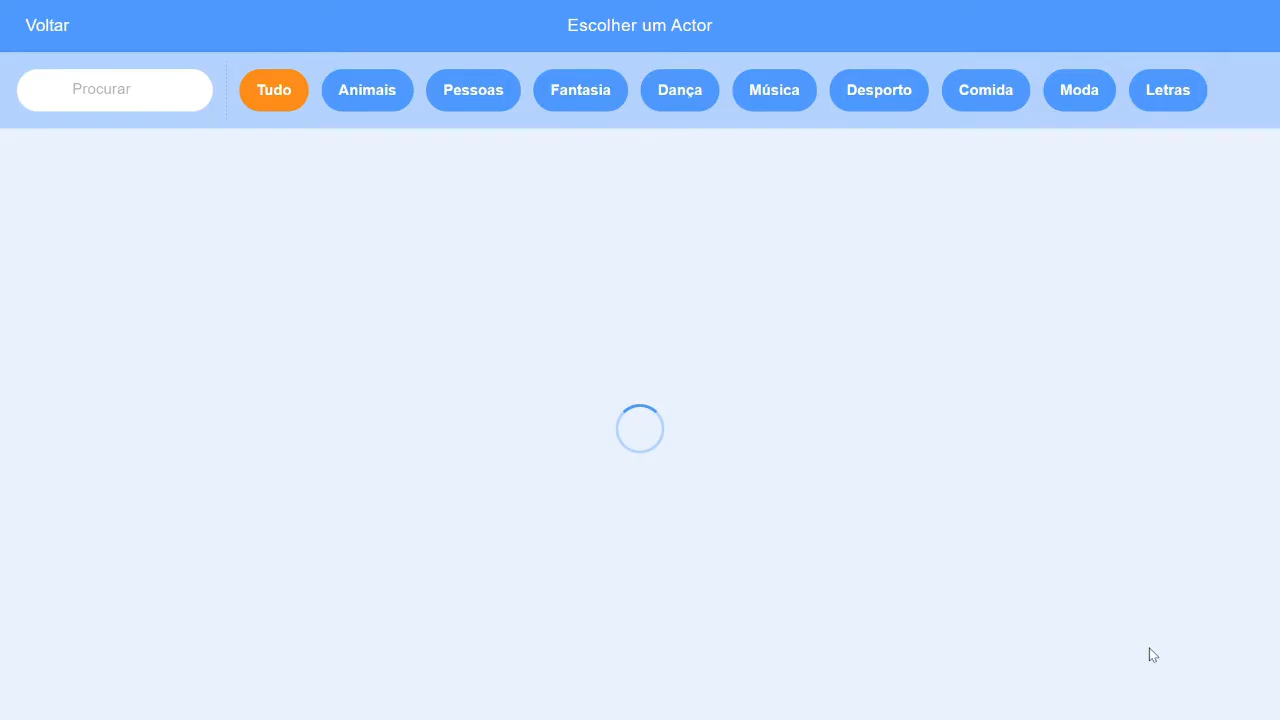 Voltar Escolher um Actor
Procurar Tudo Animais Pessoas Fantasia Dança Música Desporto Comida Moda Letras